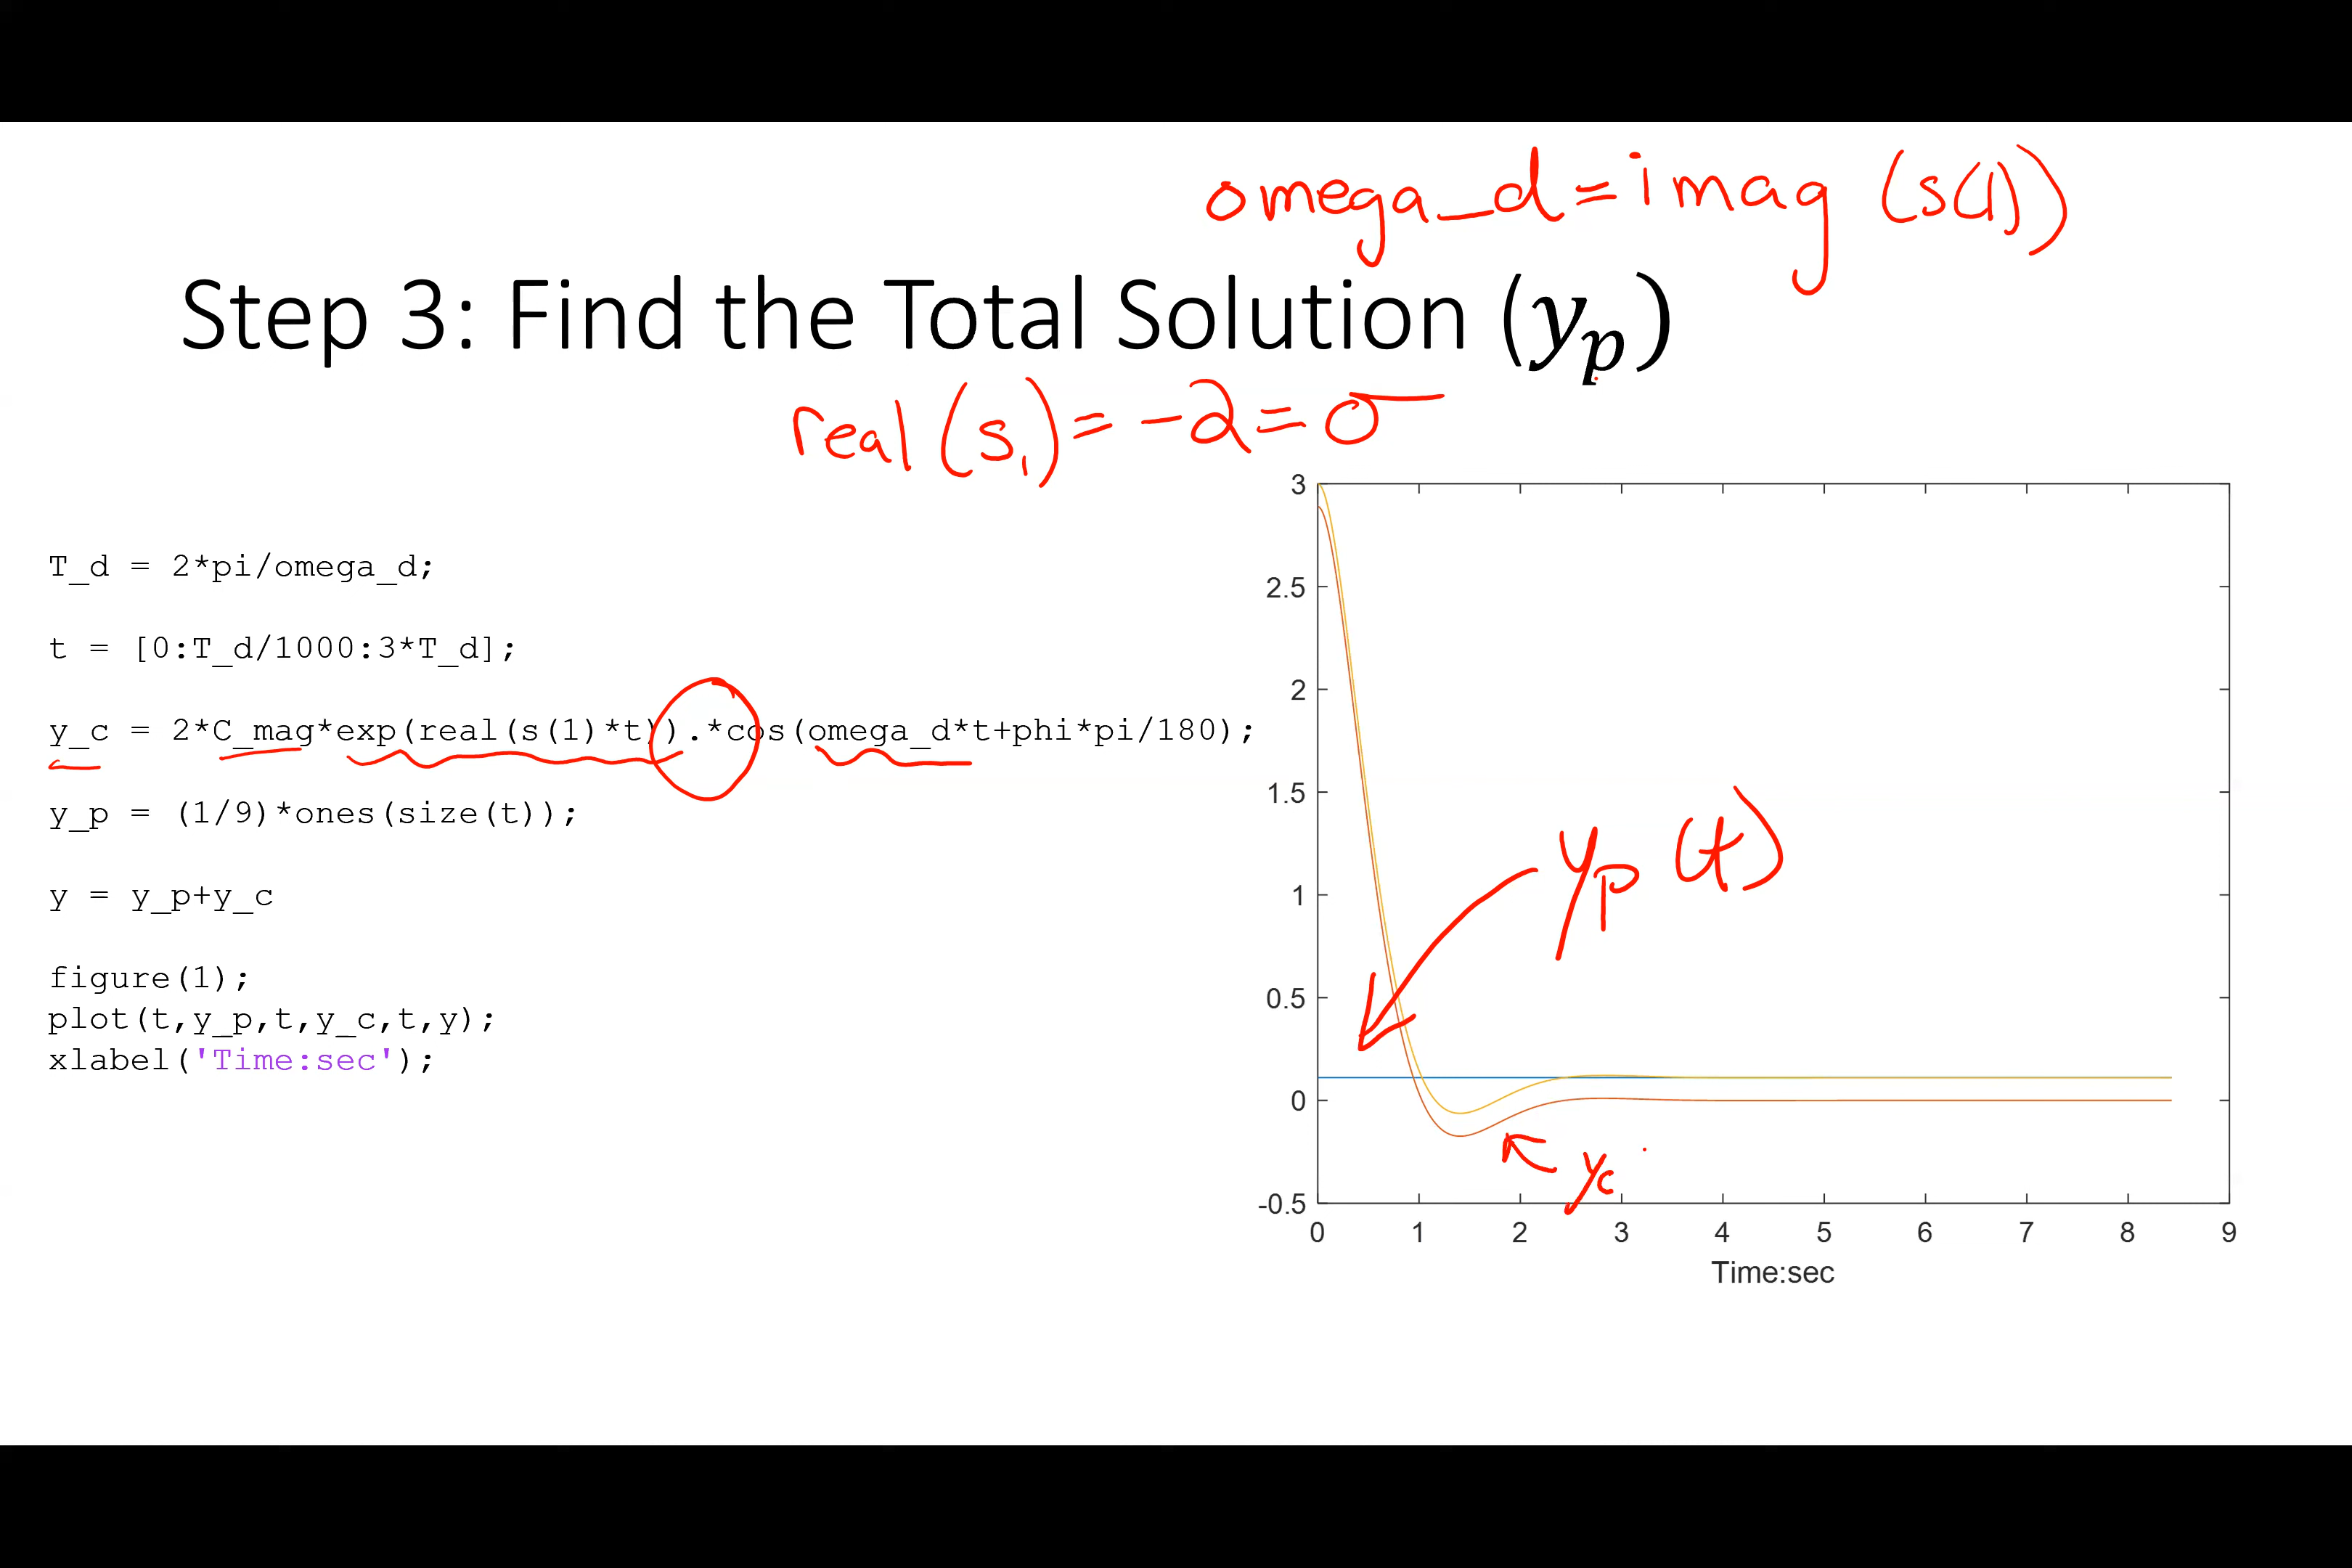 omega_d=imag (s(1))
Step 3: Find the Total Solution (yₚ)
real (s₁) = -2 = σ
T_d = 2*pi/omega_d;
t = [0:T_d/1000:3*T_d];
y_c = 2*C_mag*exp(real(s(1)*t)).*cos(omega_d*t+phi*pi/180);
y_p = (1/9)*ones(size(t));
y = y_p+y_c
figure(1);
plot(t,y_p,t,y_c,t,y);
xlabel('Time:sec');
3
2.5
2
1.5
1
0.5
0
-0.5
yₚ (t)
y_c
0 1 2 3 4 5 6 7 8 9
Time:sec